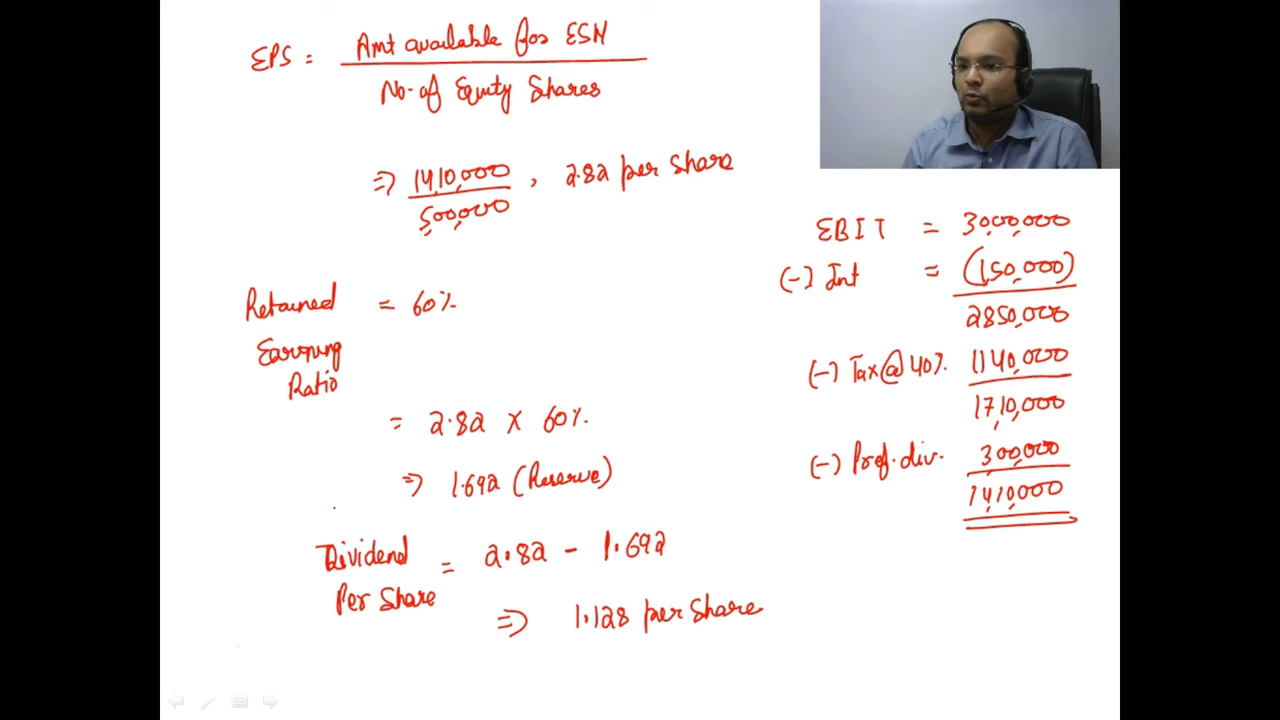 EPS = Amt available for ESH
No. of Equity Shares
=> 1410,000 , 2.82 per share
500,000
EBIT = 3000,000
(-) Int = (150,000)
2850,000
Retained = 60%
Earning
Ratio
(-) Tax@40%. 1140,000
1710,000
= 2.82 x 60%.
(-) Pref.div. 300,000
=> 1.692 (Reserve)
1410000
Dividend = 2.82 - 1.692
Per Share
=> 1.128 per share